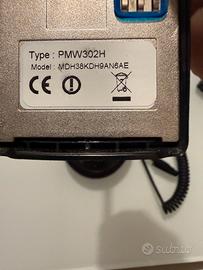 Type : PMW302H
Model : MDH38KDH9AN6AE
CE
subito